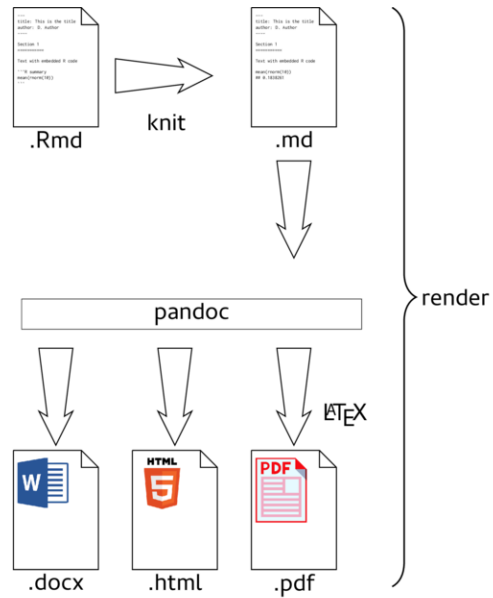 ---
title: This is the title
author: D. Author
----
Section 1
===========
Text with embedded R code
```R summary
mean(rnorm(10))
---
.Rmd
knit
---
title: This is the title
author: D. Author
----
Section 1
===========
Text with embedded R code
mean(rnorm(10))
.md
render
pandoc
LATEX
W
HTML
5
PDF
.docx
.html
.pdf